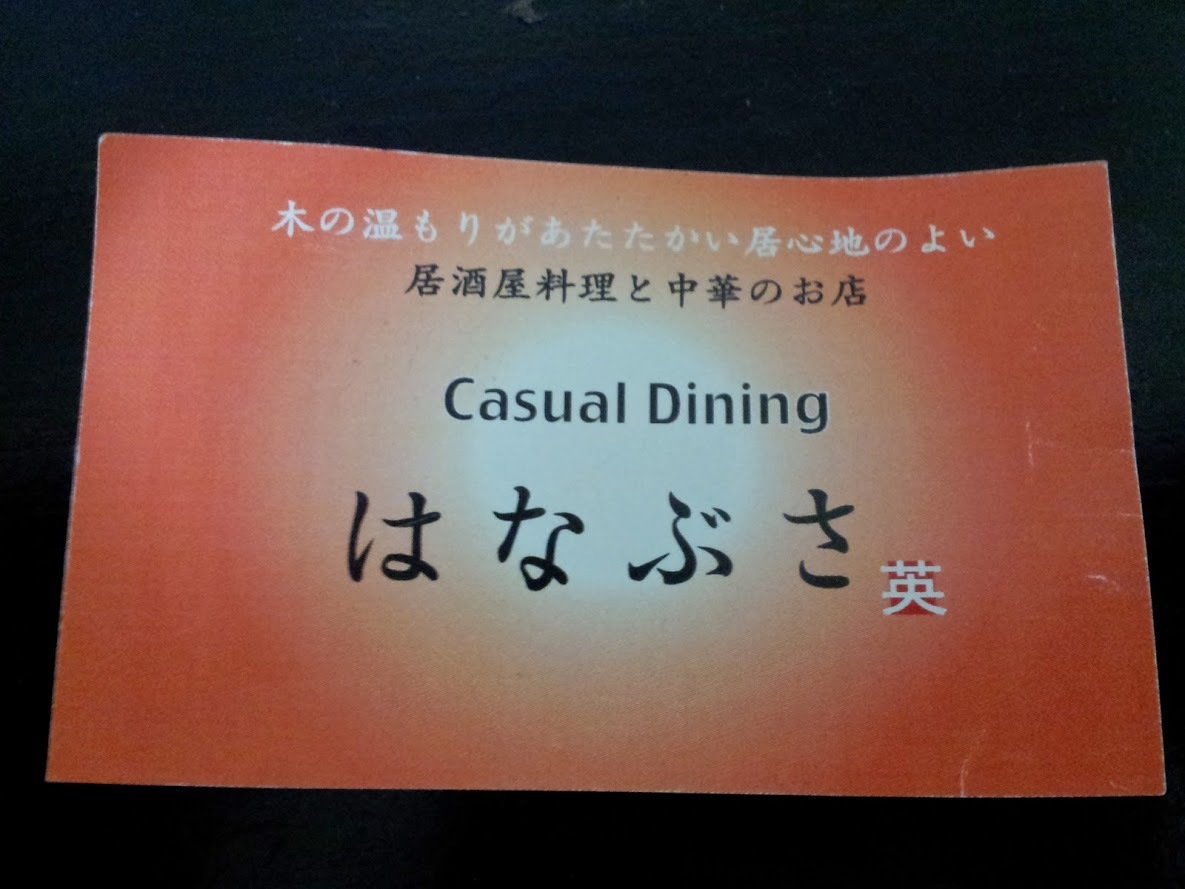 木の温もりがあたたかい居心地のよい
居酒屋料理と中華のお店
Casual Dining
はなぶさ
英